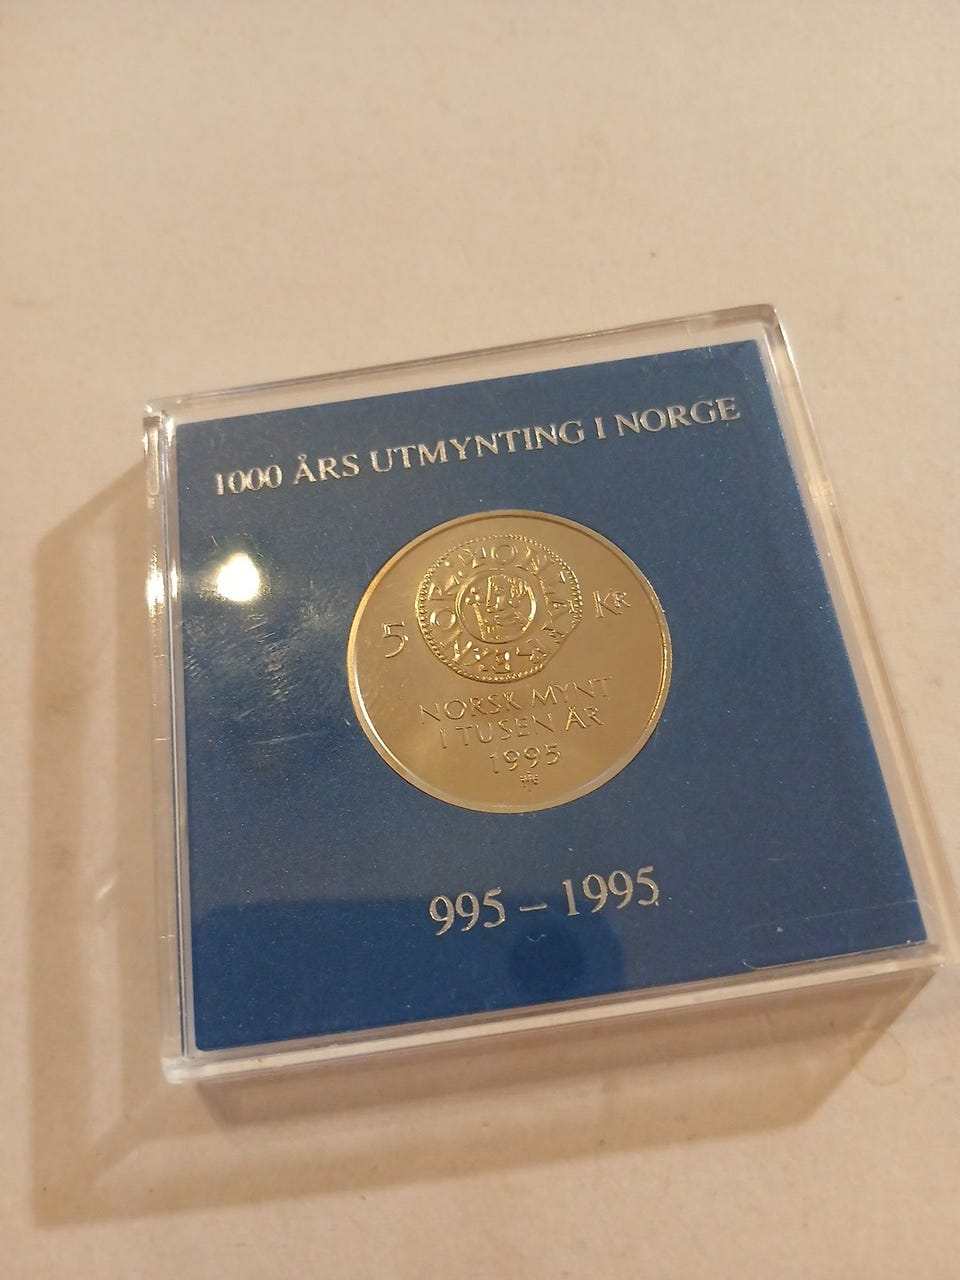 1000 ÅRS UTMYNTING I NORGE
5 KR
NORSK MYNT
I TUSEN ÅR
1995
995 – 1995